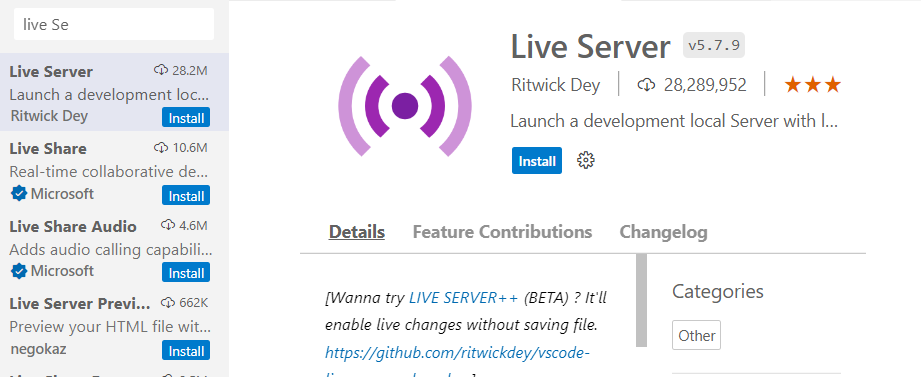 live Se
Live Server 28.2M
Launch a development loc...
Ritwick Dey Install
Live Share 10.6M
Real-time collaborative de...
Microsoft Install
Live Share Audio 4.6M
Adds audio calling capabili...
Microsoft Install
Live Server Previ... 662K
Preview your HTML file wit...
negokaz Install
Live Server v5.7.9
Ritwick Dey 28,289,952
Launch a development local Server with l...
Install
Details Feature Contributions Changelog
[Wanna try LIVE SERVER++ (BETA) ? It'll
enable live changes without saving file.
https://github.com/ritwickdey/vscode-
Categories
Other